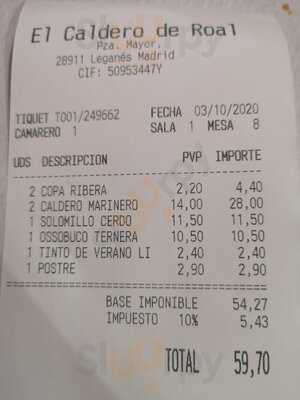 El Caldero de Roal
Pza. Mayor,
28911 Leganés Madrid
CIF: 50953447Y
TIQUET T001/249662 FECHA 03/10/2020
CAMARERO 1 SALA 1 MESA 8
UDS DESCRIPCION PVP IMPORTE
2 COPA RIBERA 2,20 4,40
2 CALDERO MARINERO 14,00 28,00
1 SOLOMILLO CERDO 11,50 11,50
1 OSSOBUCO TERNERA 10,50 10,50
1 TINTO DE VERANO LI 2,40 2,40
1 POSTRE 2,90 2,90
BASE IMPONIBLE 54,27
IMPUESTO 10% 5,43
TOTAL 59,70